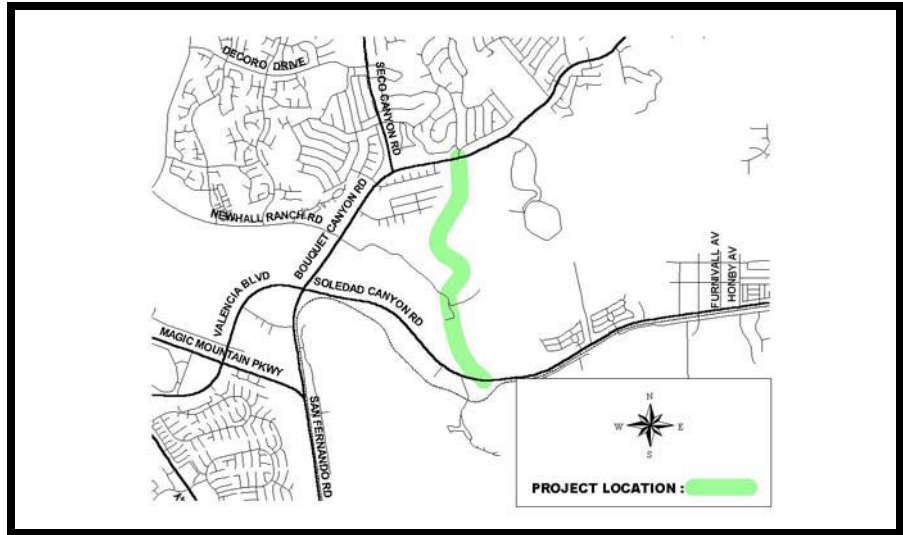 DECORO DRIVE
SECO CANYON RD
NEWHALL RANCH RD
BOUQUET CANYON RD
VALENCIA BLVD
SOLEDAD CANYON RD
FURNIVALL AV
HONBY AV
MAGIC MOUNTAIN PKWY
SAN FERNANDO RD
N
W E
S
PROJECT LOCATION :